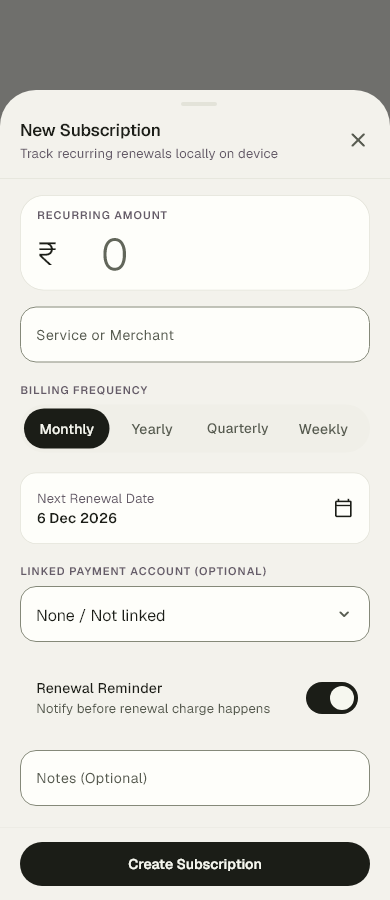 New Subscription
Track recurring renewals locally on device
RECURRING AMOUNT
₹ 0
Service or Merchant
BILLING FREQUENCY
Monthly Yearly Quarterly Weekly
Next Renewal Date
6 Dec 2026
LINKED PAYMENT ACCOUNT (OPTIONAL)
None / Not linked
Renewal Reminder
Notify before renewal charge happens
Notes (Optional)
Create Subscription